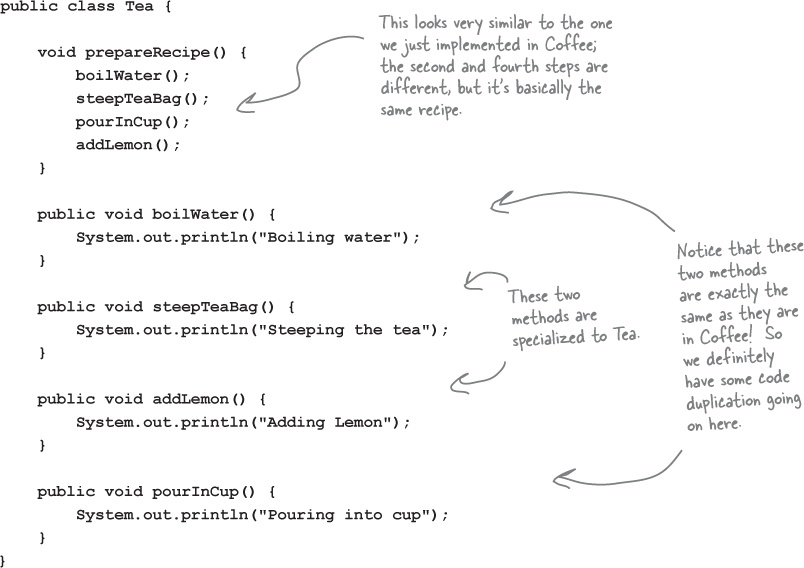 public class Tea {
void prepareRecipe() {
boilWater();
steepTeaBag();
pourInCup();
addLemon();
}
This looks very similar to the one
we just implemented in Coffee;
the second and fourth steps are
different, but it's basically the
same recipe.
public void boilWater() {
System.out.println("Boiling water");
}
public void steepTeaBag() {
System.out.println("Steeping the tea");
}
public void addLemon() {
System.out.println("Adding Lemon");
}
public void pourInCup() {
System.out.println("Pouring into cup");
}
}
These two
methods are
specialized to Tea.
Notice that these
two methods
are exactly the
same as they are
in Coffee! So
we definitely
have some code
duplication going
on here.